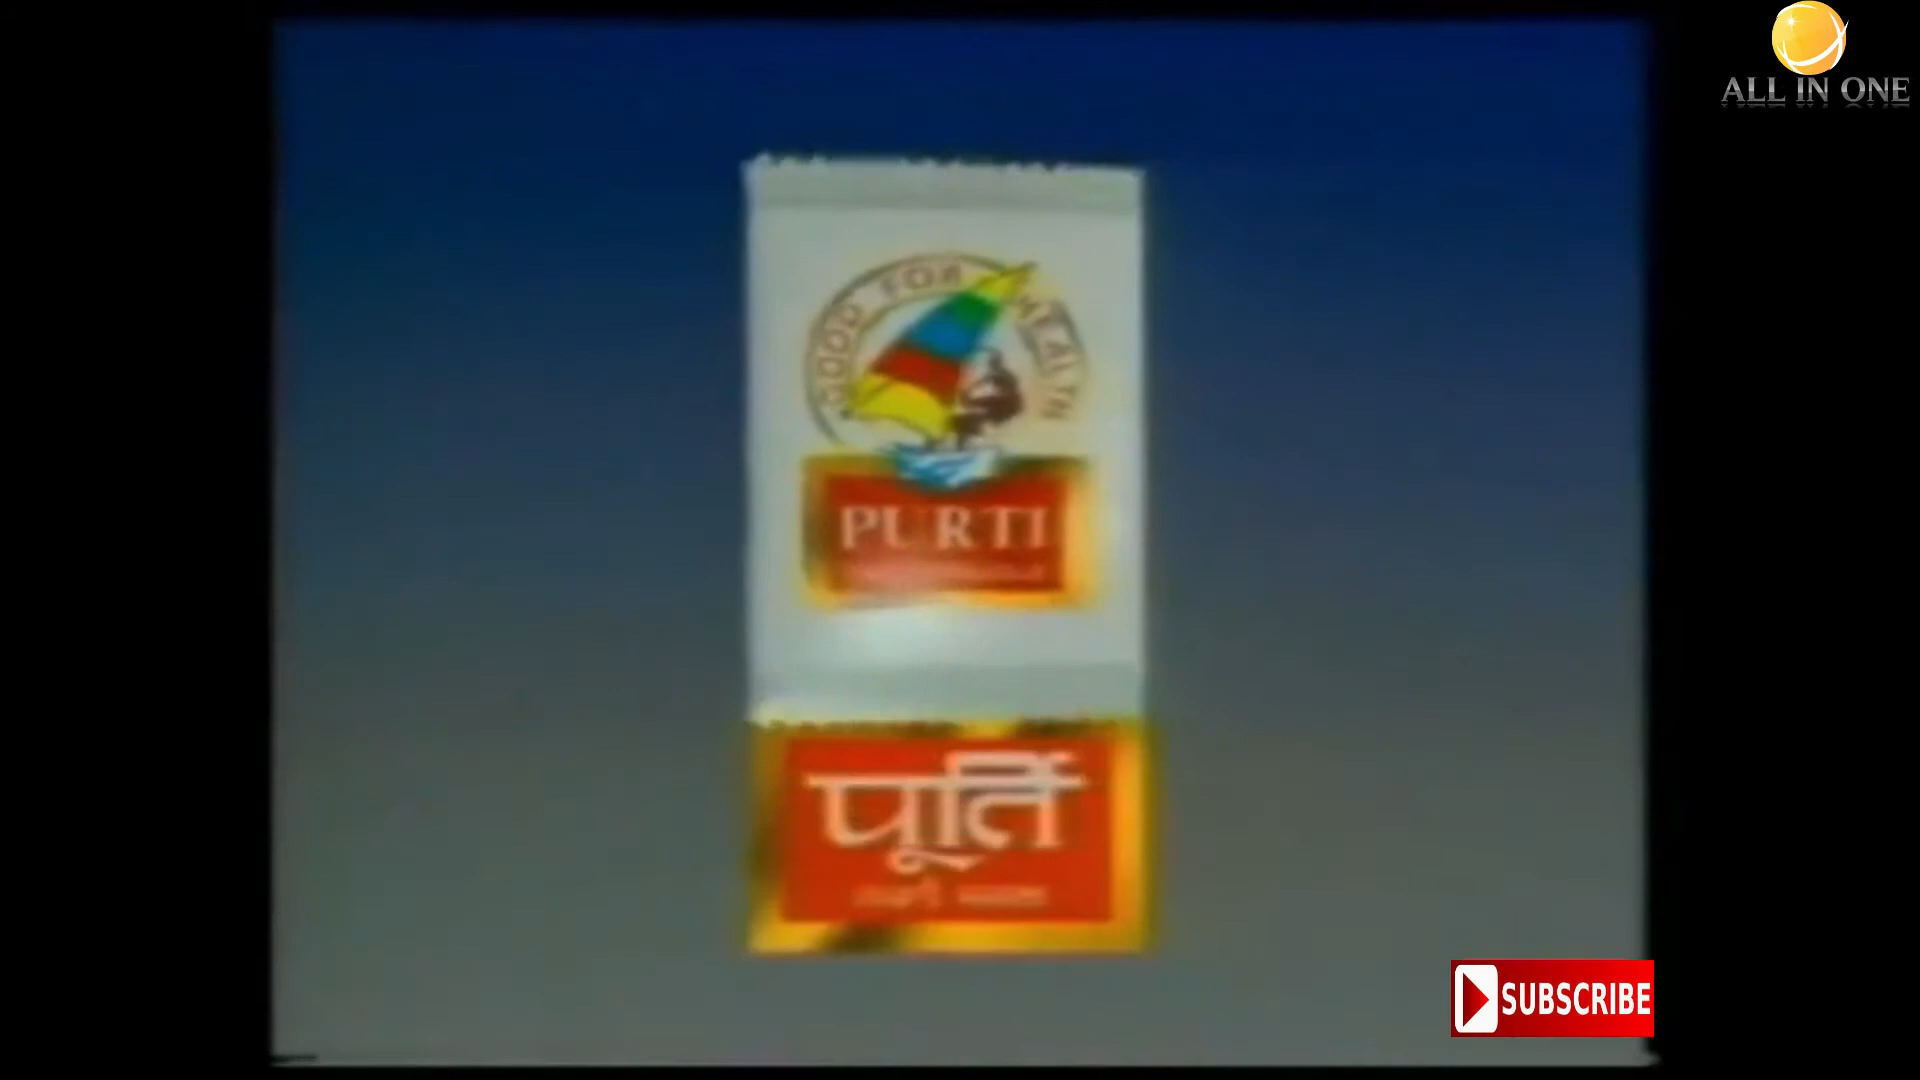 ALL IN ONE
GOOD FOR HEALTH
PURTI
पूर्ति
SUBSCRIBE